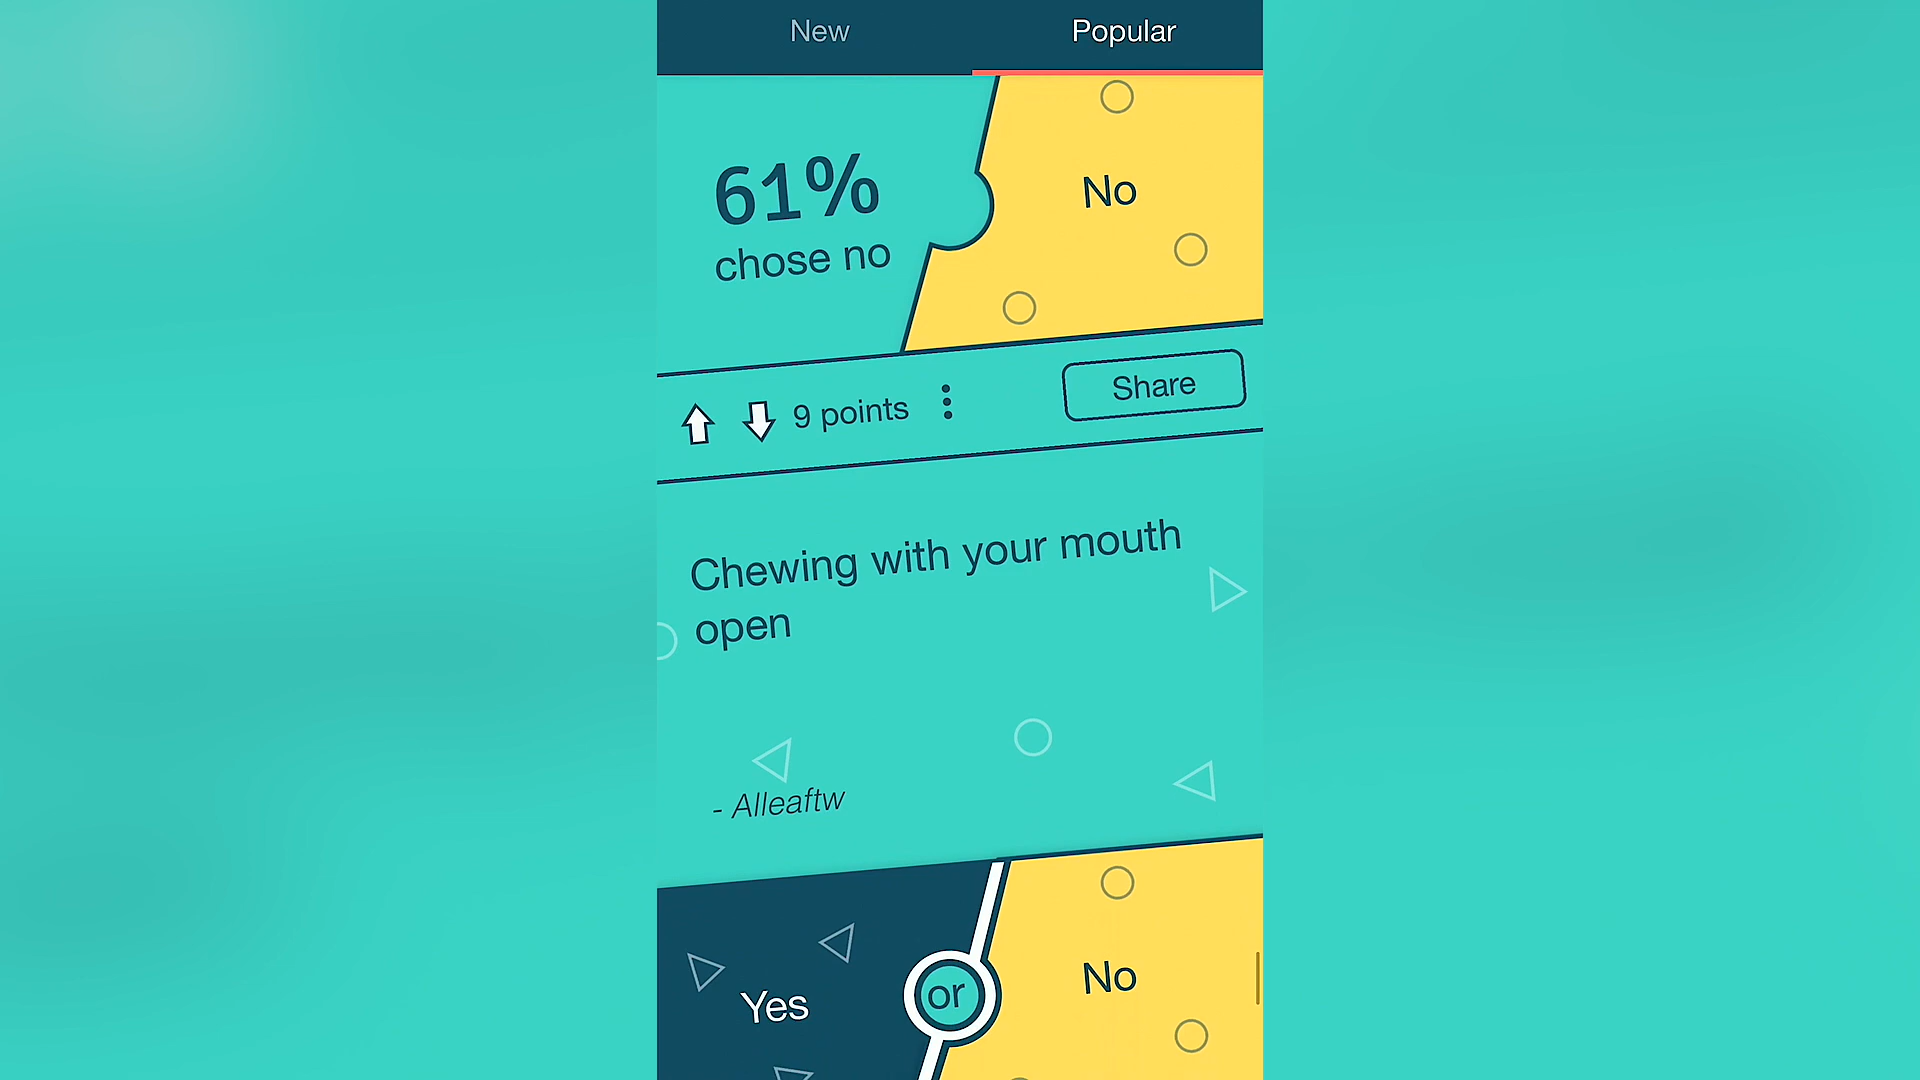 New
Popular
61%
chose no
No
9 points
Share
Chewing with your mouth
open
- Alleaftw
Yes
or
No